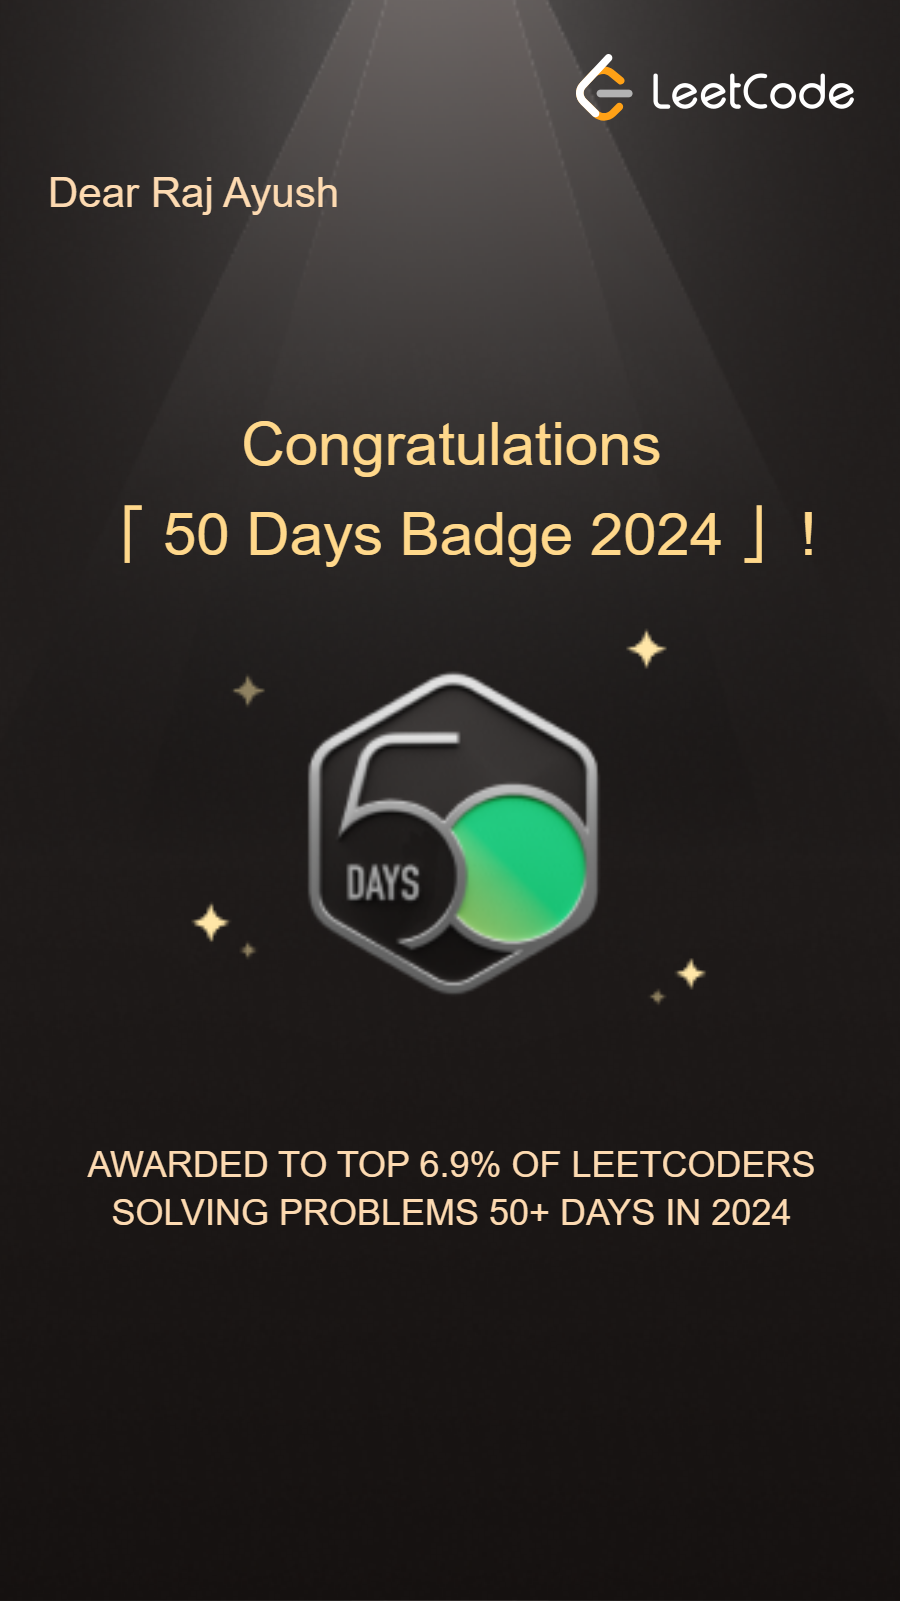 LeetCode
Dear Raj Ayush
Congratulations
「 50 Days Badge 2024 」 !
50
DAYS
AWARDED TO TOP 6.9% OF LEETCODERS
SOLVING PROBLEMS 50+ DAYS IN 2024